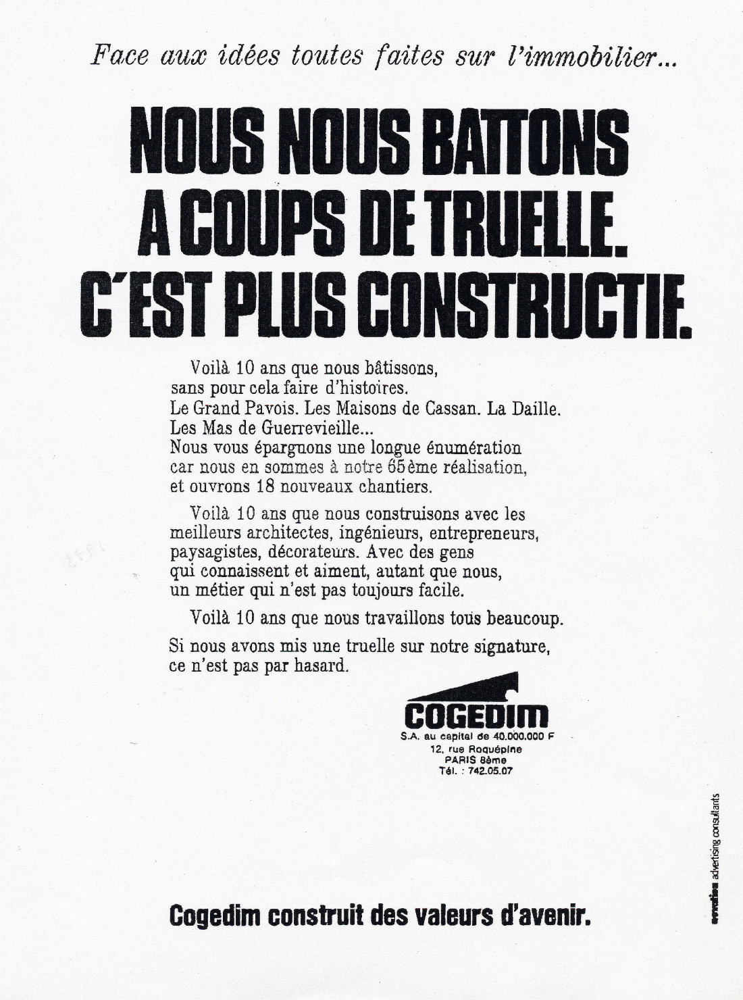 Face aux idées toutes faites sur l'immobilier...
NOUS NOUS BATTONS
A COUPS DE TRUELLE.
C'EST PLUS CONSTRUCTIF.
Voilà 10 ans que nous bâtissons,
sans pour cela faire d'histoires.
Le Grand Pavois. Les Maisons de Cassan. La Daille.
Les Mas de Guerrevieille...
Nous vous épargnons une longue énumération
car nous en sommes à notre 65ème réalisation,
et ouvrons 18 nouveaux chantiers.
Voilà 10 ans que nous construisons avec les
meilleurs architectes, ingénieurs, entrepreneurs,
paysagistes, décorateurs. Avec des gens
qui connaissent et aiment, autant que nous,
un métier qui n'est pas toujours facile.
Voilà 10 ans que nous travaillons tous beaucoup.
Si nous avons mis une truelle sur notre signature,
ce n'est pas par hasard.
COGEDIM
S.A. au capital de 40.000.000 F
12, rue Roquépine
PARIS 8ème
Tél. : 742.05.07
advertising consultants
Cogedim construit des valeurs d'avenir.